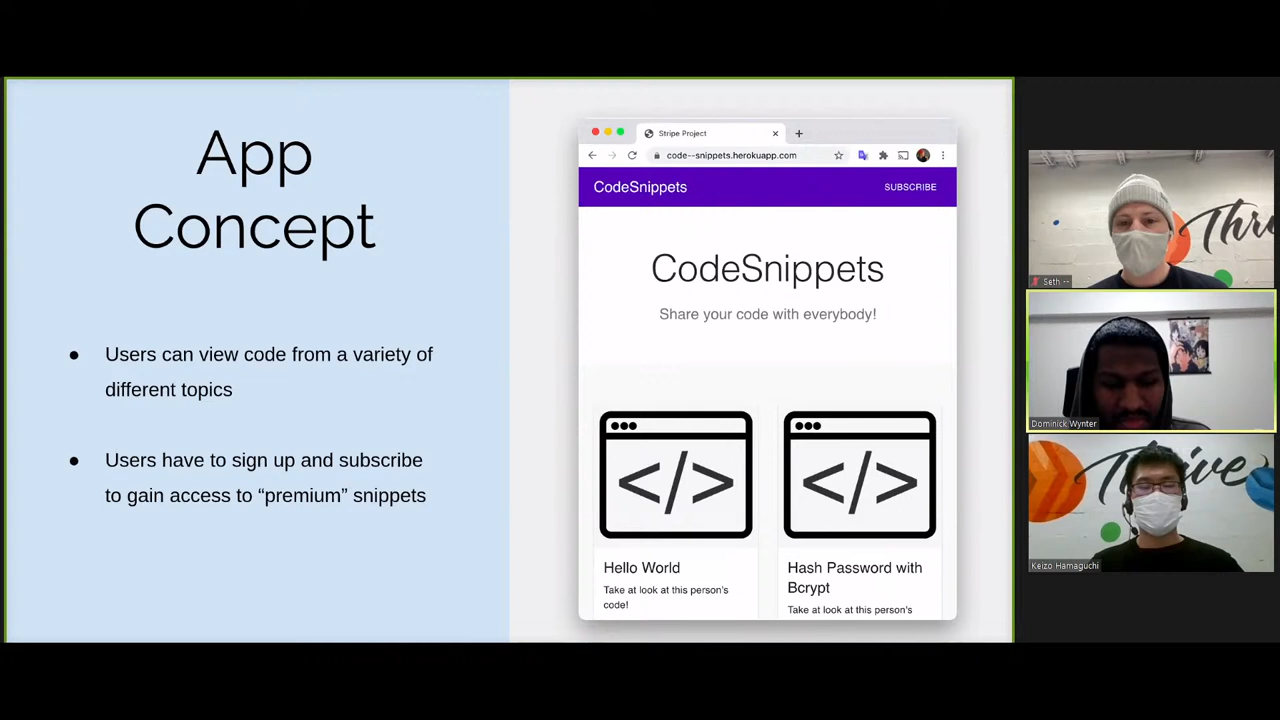 App
Concept
● Users can view code from a variety of
different topics
● Users have to sign up and subscribe
to gain access to “premium” snippets
Stripe Project
code--snippets.herokuapp.com
CodeSnippets
SUBSCRIBE
CodeSnippets
Share your code with everybody!
</>
</>
Hello World
Take at look at this person's
code!
Hash Password with
Bcrypt
Take at look at this person's
Thri
Seth --
Dominick Wynter
Thrive
Keizo Hamaguchi